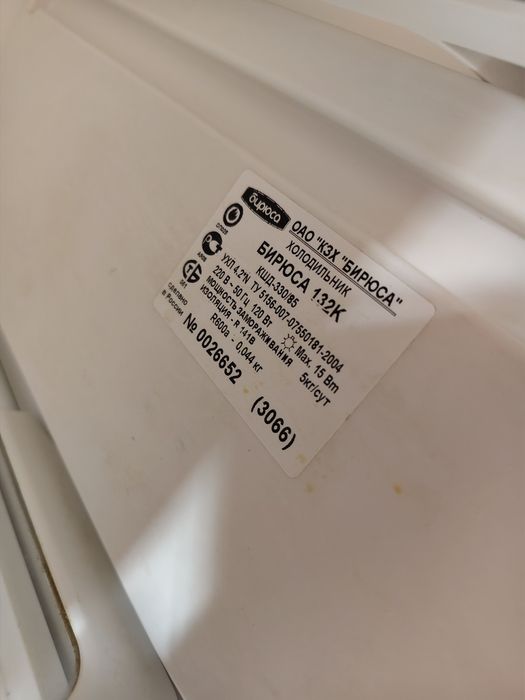 бирюса
ОАО "КЗХ "БИРЮСА"
ХОЛОДИЛЬНИК
БИРЮСА 132К
КШД-330/85
УХЛ 4,2*N ТУ 5156-007-07550181-2004
220 В ~ 50 Гц, 120 Вт Max. 15 Вт
МОЩНОСТЬ ЗАМОРАЖИВАНИЯ 5кг/сут
ИЗОЛЯЦИЯ - R 141B
R600a - 0,044 кг
№ 0026652 (3066)
сделано
в России